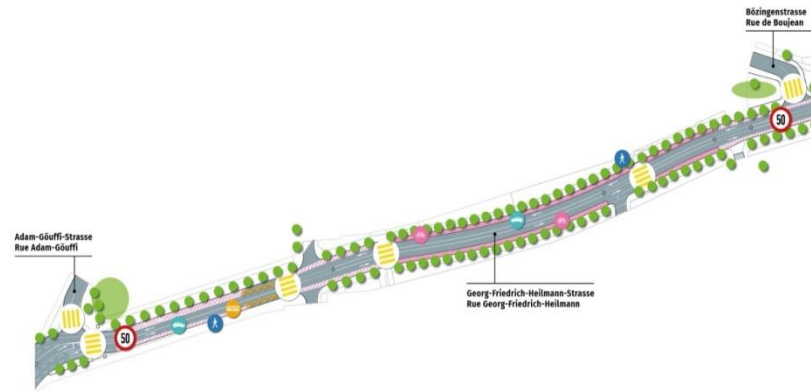 Bözingenstrasse
Rue de Boujean
50
Adam-Göuffi-Strasse
Rue Adam-Göuffi
Georg-Friedrich-Heilmann-Strasse
Rue Georg-Friedrich-Heilmann
50